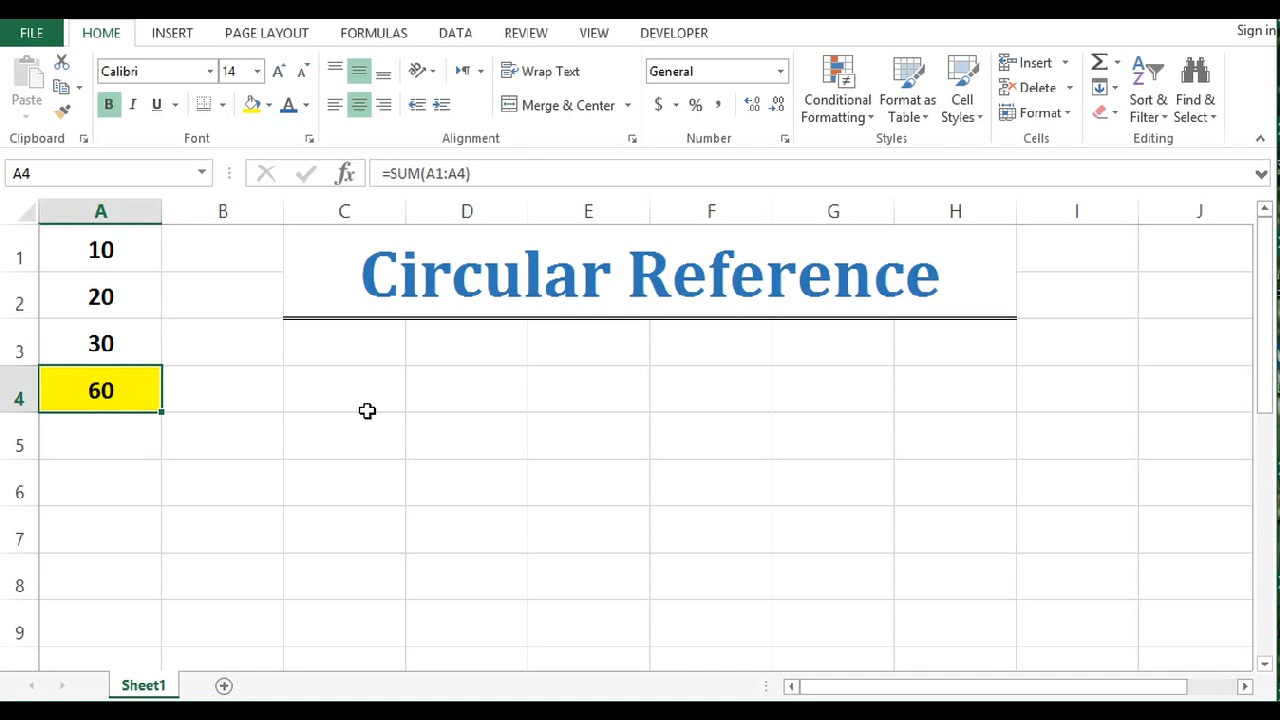 Sign in
FILE HOME INSERT PAGE LAYOUT FORMULAS DATA REVIEW VIEW DEVELOPER
Paste
Calibri 14
B I U
Wrap Text
Merge & Center
General
$ % ,
Conditional Formatting
Format as Table
Cell Styles
Insert
Delete
Format
Sort & Filter
Find & Select
Clipboard Font Alignment Number Styles Cells Editing
A4 fx =SUM(A1:A4)
A B C D E F G H I J
1 10
Circular Reference
2 20
3 30
4 60
5
6
7
8
9
Sheet1